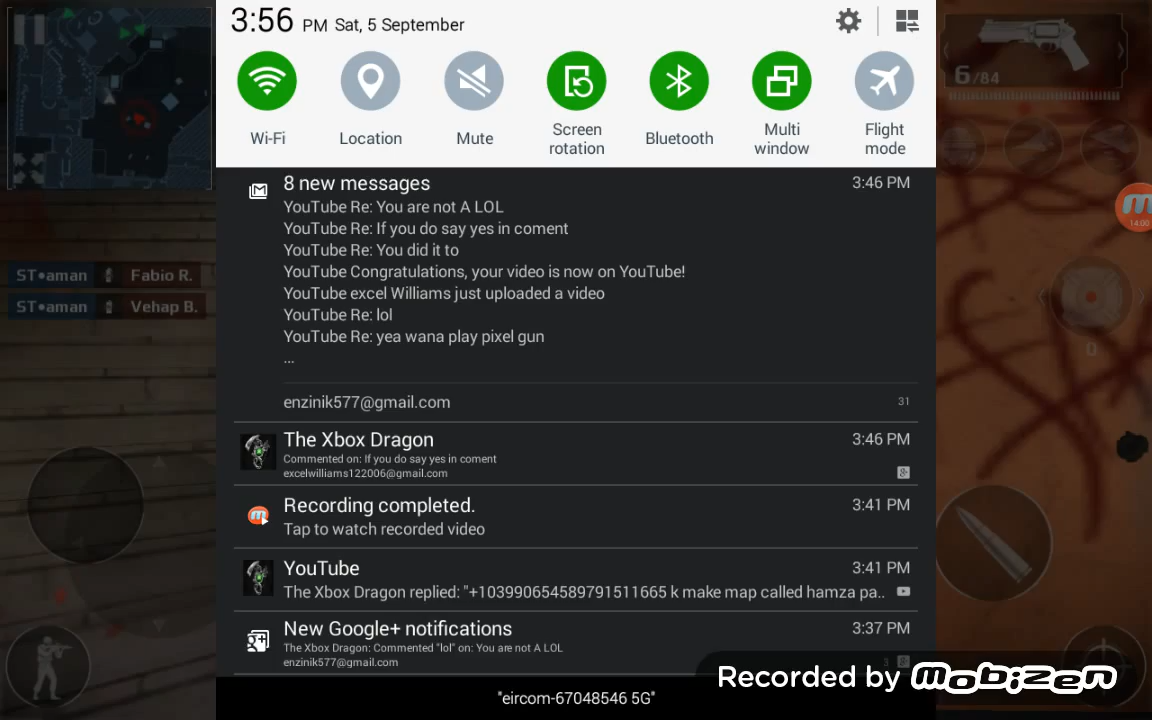 3:56 PM Sat, 5 September
6/84
Wi-Fi
Location
Mute
Screen rotation
Bluetooth
Multi window
Flight mode
8 new messages 3:46 PM
YouTube Re: You are not A LOL
YouTube Re: If you do say yes in coment
YouTube Re: You did it to
YouTube Congratulations, your video is now on YouTube!
YouTube excel Williams just uploaded a video
YouTube Re: lol
YouTube Re: yea wana play pixel gun
...
enzinik577@gmail.com 31
The Xbox Dragon 3:46 PM
Commented on: If you do say yes in coment
excelwilliams122006@gmail.com
Recording completed. 3:41 PM
Tap to watch recorded video
YouTube 3:41 PM
The Xbox Dragon replied: "+103990654589791511665 k make map called hamza pa..
New Google+ notifications 3:37 PM
The Xbox Dragon: Commented "lol" on: You are not A LOL
enzinik577@gmail.com 3
"eircom-67048546 5G"
ST•aman Fabio R.
ST•aman Vehap B.
14:00
0
Recorded by Mobizen